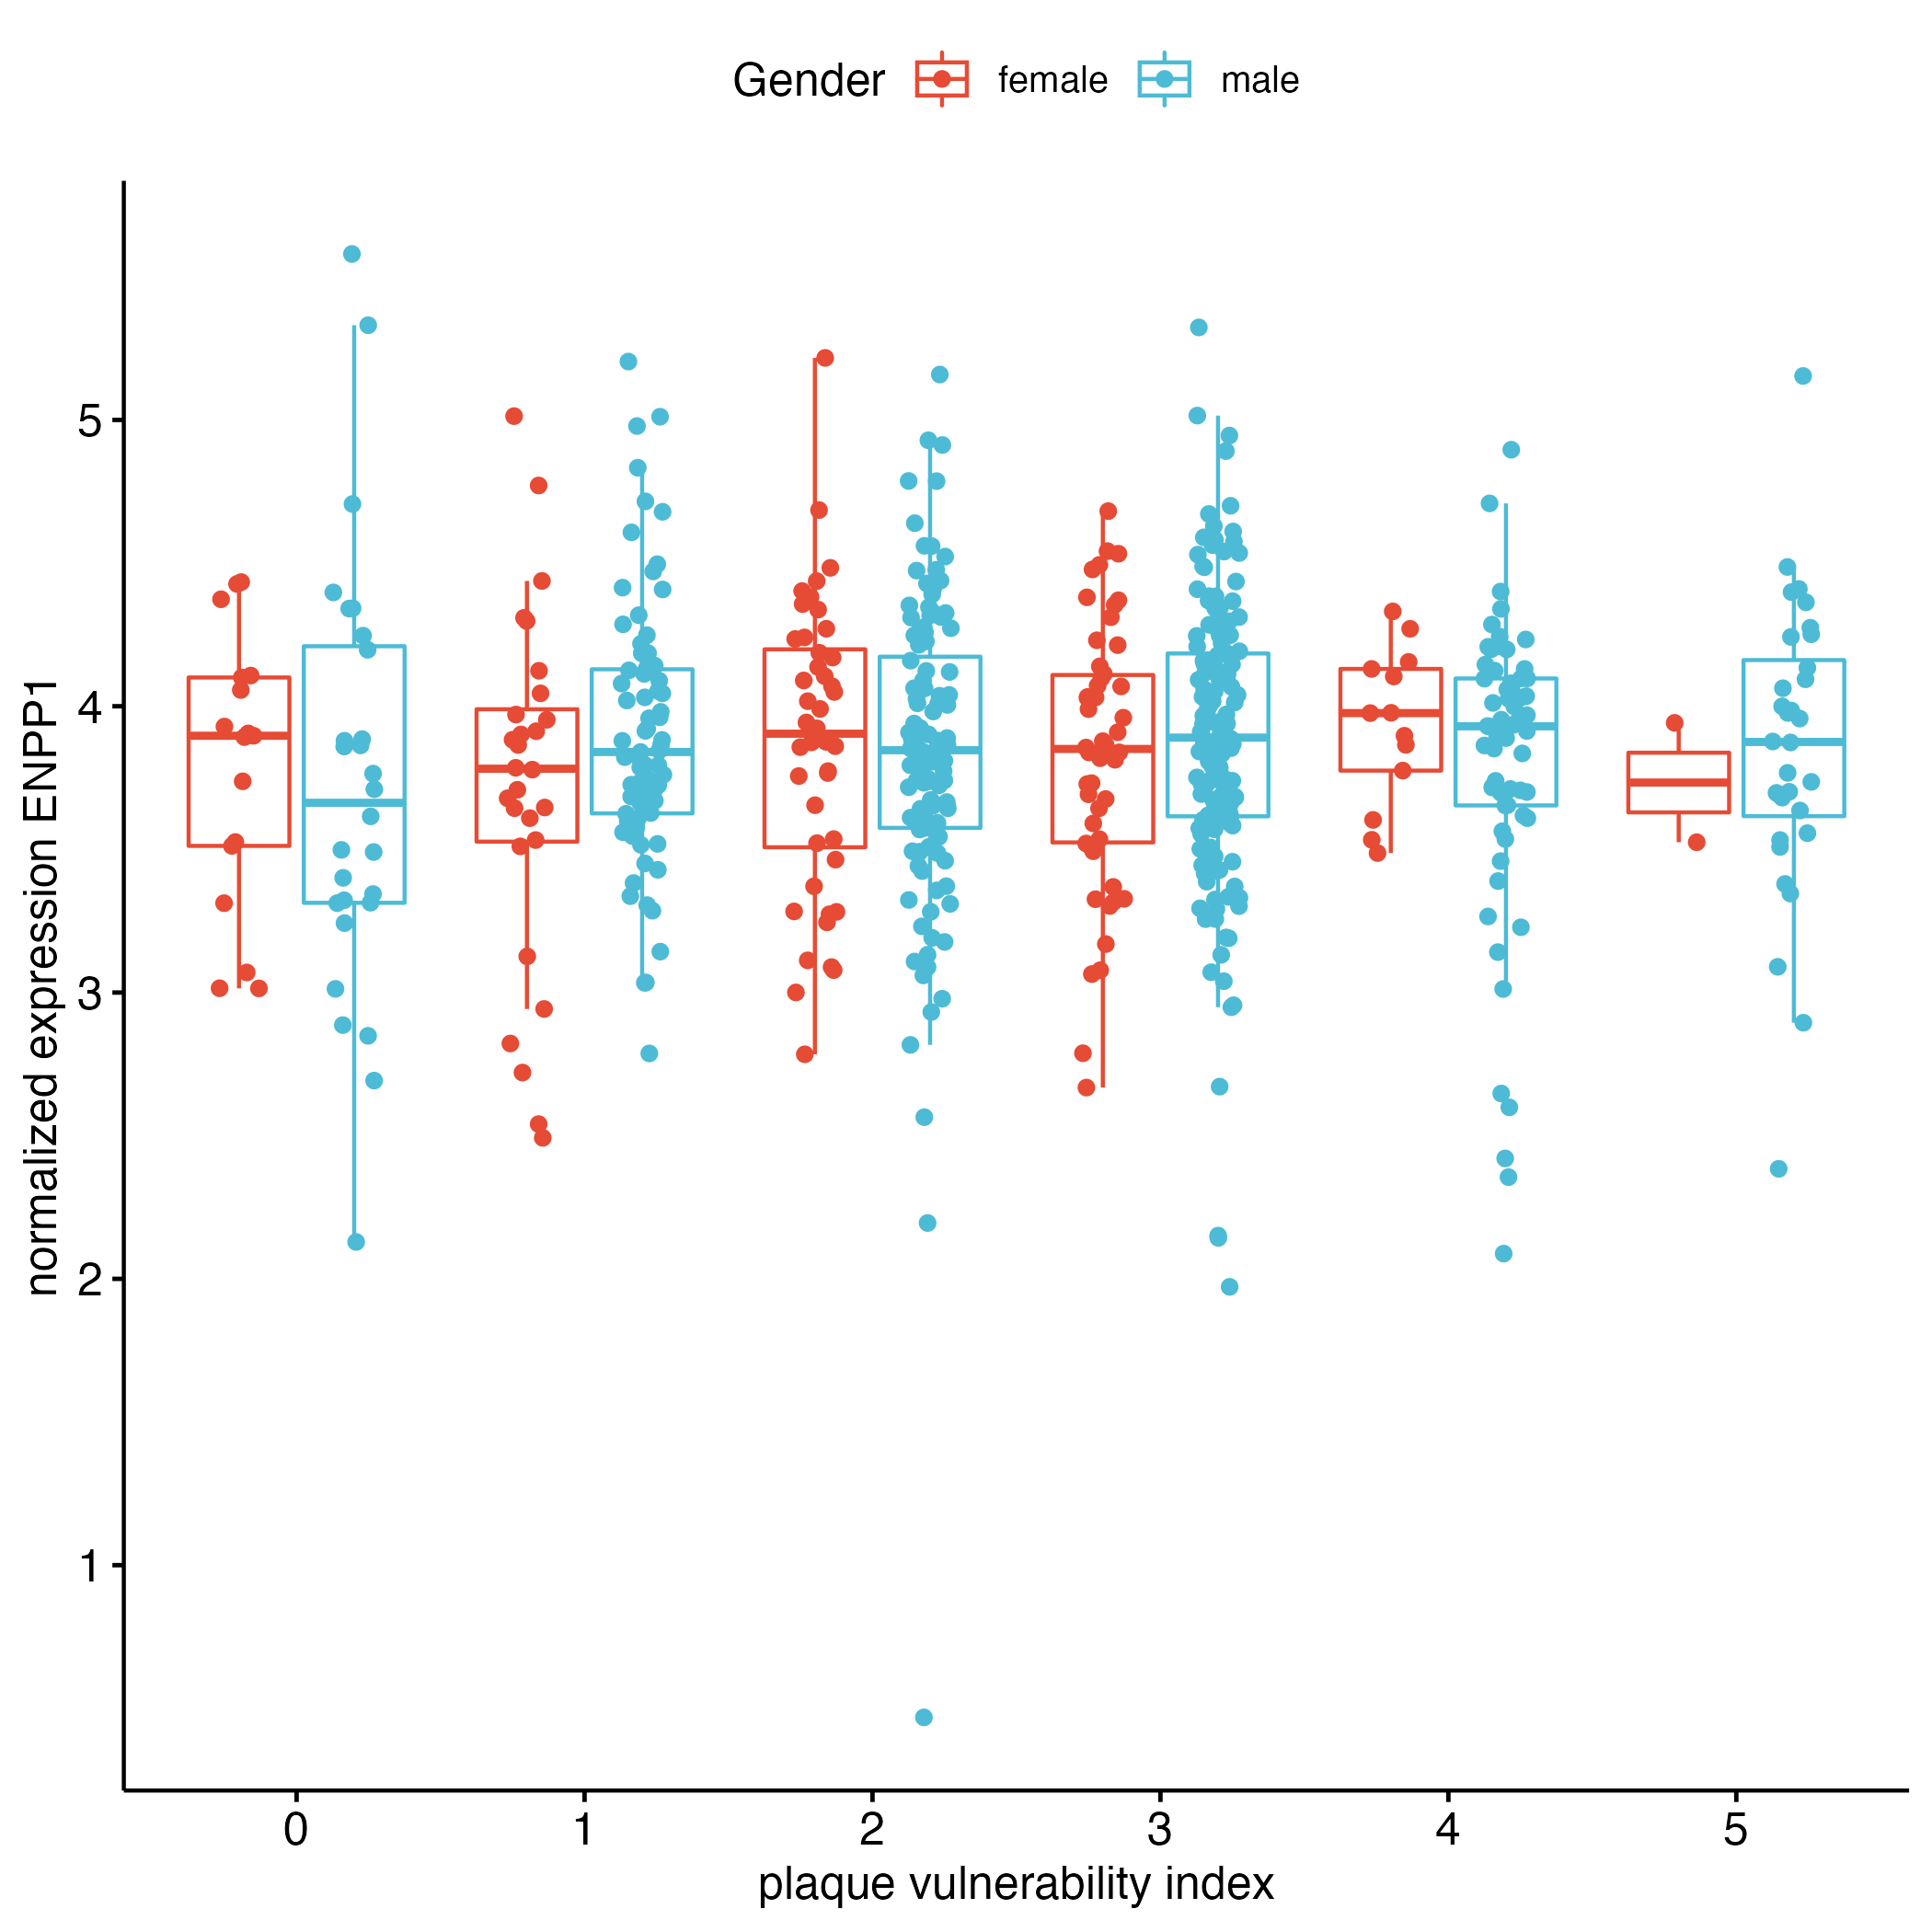 Gender female male
normalized expression ENPP1
5
4
3
2
1
0 1 2 3 4 5
plaque vulnerability index